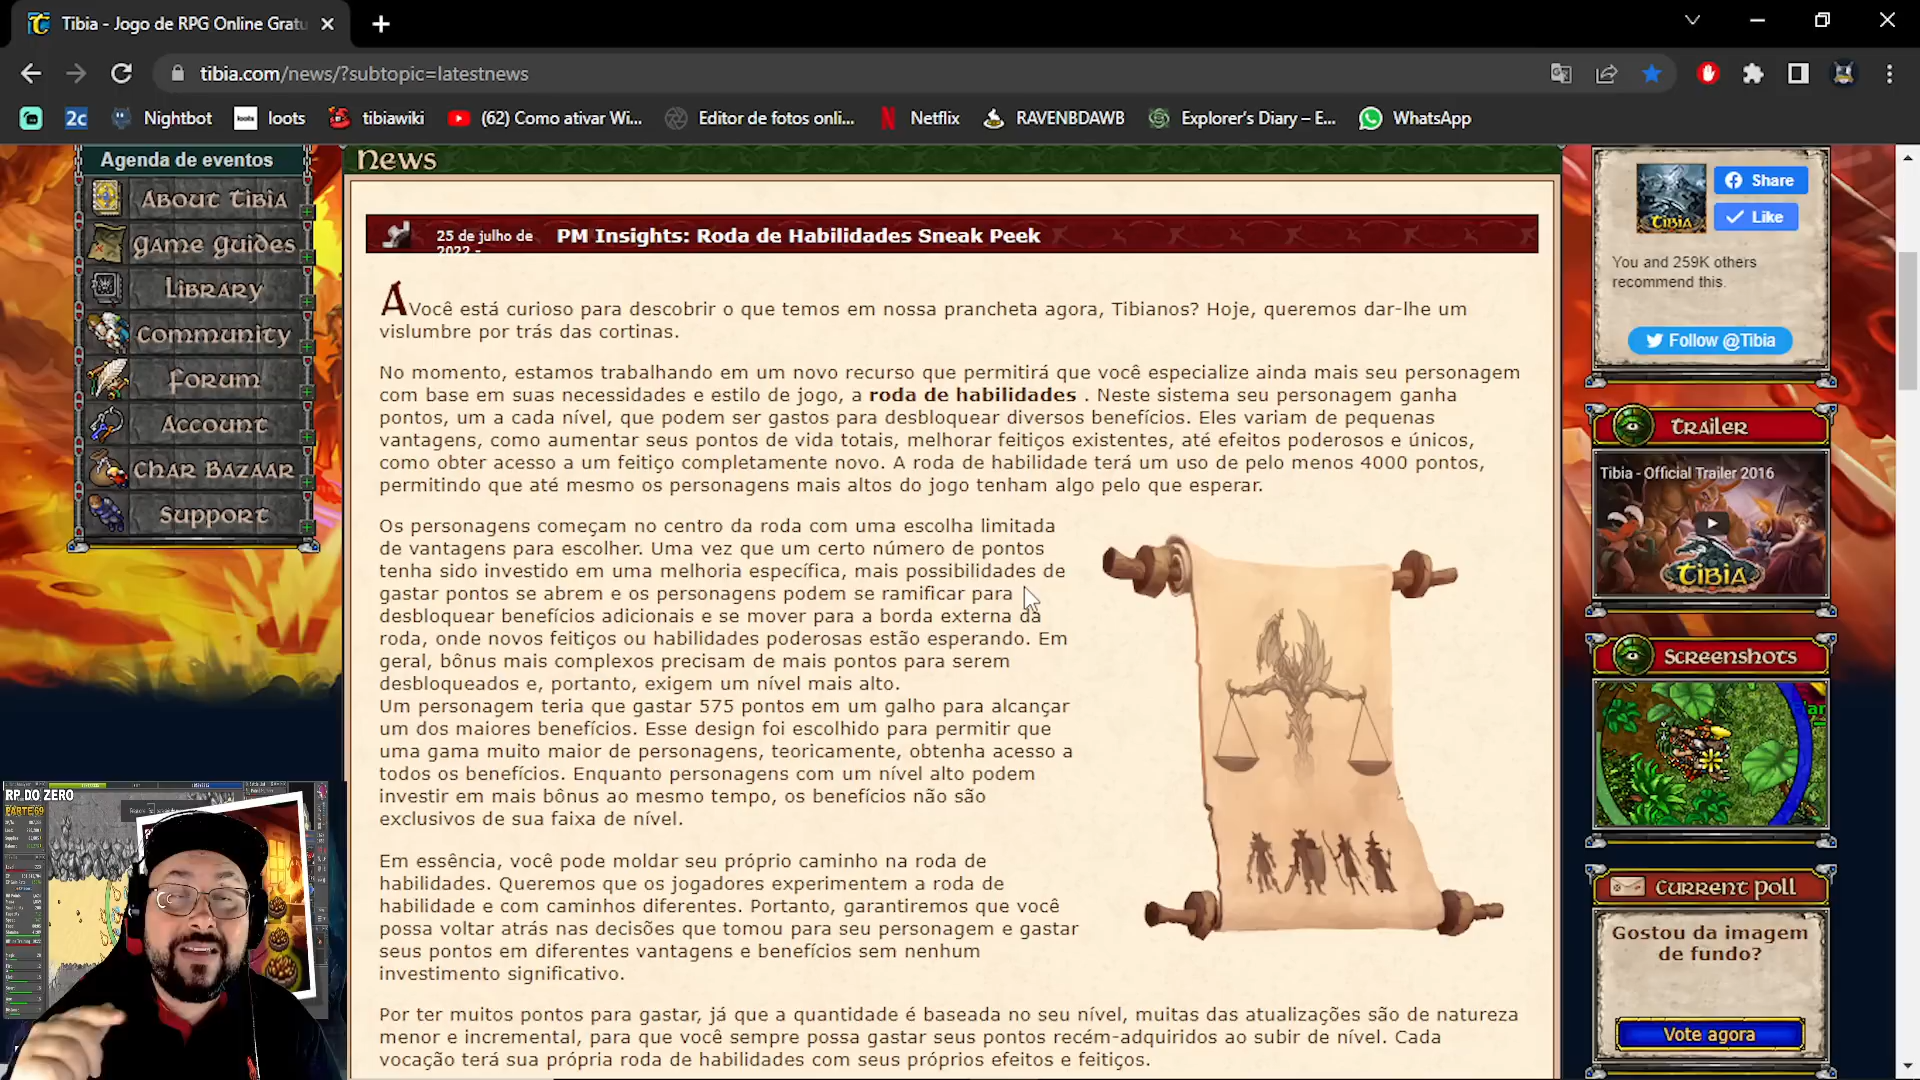 Tibia - Jogo de RPG Online Gratu
tibia.com/news/?subtopic=latestnews
2c
Nightbot
loots
loots
tibiawiki
(62) Como ativar Wi...
Editor de fotos onli...
Netflix
RAVENBDAWB
Explorer's Diary – E...
WhatsApp
Agenda de eventos
About Tibia
Game Guides
Library
Community
Forum
Account
Char Bazaar
Support
News
25 de julho de
2022 -
PM Insights: Roda de Habilidades Sneak Peek
A Você está curioso para descobrir o que temos em nossa prancheta agora, Tibianos? Hoje, queremos dar-lhe um
vislumbre por trás das cortinas.
No momento, estamos trabalhando em um novo recurso que permitirá que você especialize ainda mais seu personagem
com base em suas necessidades e estilo de jogo, a roda de habilidades . Neste sistema seu personagem ganha
pontos, um a cada nível, que podem ser gastos para desbloquear diversos benefícios. Eles variam de pequenas
vantagens, como aumentar seus pontos de vida totais, melhorar feitiços existentes, até efeitos poderosos e únicos,
como obter acesso a um feitiço completamente novo. A roda de habilidade terá um uso de pelo menos 4000 pontos,
permitindo que até mesmo os personagens mais altos do jogo tenham algo pelo que esperar.
Os personagens começam no centro da roda com uma escolha limitada
de vantagens para escolher. Uma vez que um certo número de pontos
tenha sido investido em uma melhoria específica, mais possibilidades de
gastar pontos se abrem e os personagens podem se ramificar para
desbloquear benefícios adicionais e se mover para a borda externa da
roda, onde novos feitiços ou habilidades poderosas estão esperando. Em
geral, bônus mais complexos precisam de mais pontos para serem
desbloqueados e, portanto, exigem um nível mais alto.
Um personagem teria que gastar 575 pontos em um galho para alcançar
um dos maiores benefícios. Esse design foi escolhido para permitir que
uma gama muito maior de personagens, teoricamente, obtenha acesso a
todos os benefícios. Enquanto personagens com um nível alto podem
investir em mais bônus ao mesmo tempo, os benefícios não são
exclusivos de sua faixa de nível.
Em essência, você pode moldar seu próprio caminho na roda de
habilidades. Queremos que os jogadores experimentem a roda de
habilidade e com caminhos diferentes. Portanto, garantiremos que você
possa voltar atrás nas decisões que tomou para seu personagem e gastar
seus pontos em diferentes vantagens e benefícios sem nenhum
investimento significativo.
Por ter muitos pontos para gastar, já que a quantidade é baseada no seu nível, muitas das atualizações são de natureza
menor e incremental, para que você sempre possa gastar seus pontos recém-adquiridos ao subir de nível. Cada
vocação terá sua própria roda de habilidades com seus próprios efeitos e feitiços.
TIBIA
Share
Like
You and 259K others
recommend this.
Follow @Tibia
Trailer
Tibia - Official Trailer 2016
TIBIA
Screenshots
Current Poll
Gostou da imagem
de fundo?
Vote agora
RP DO ZERO
PARTE 69